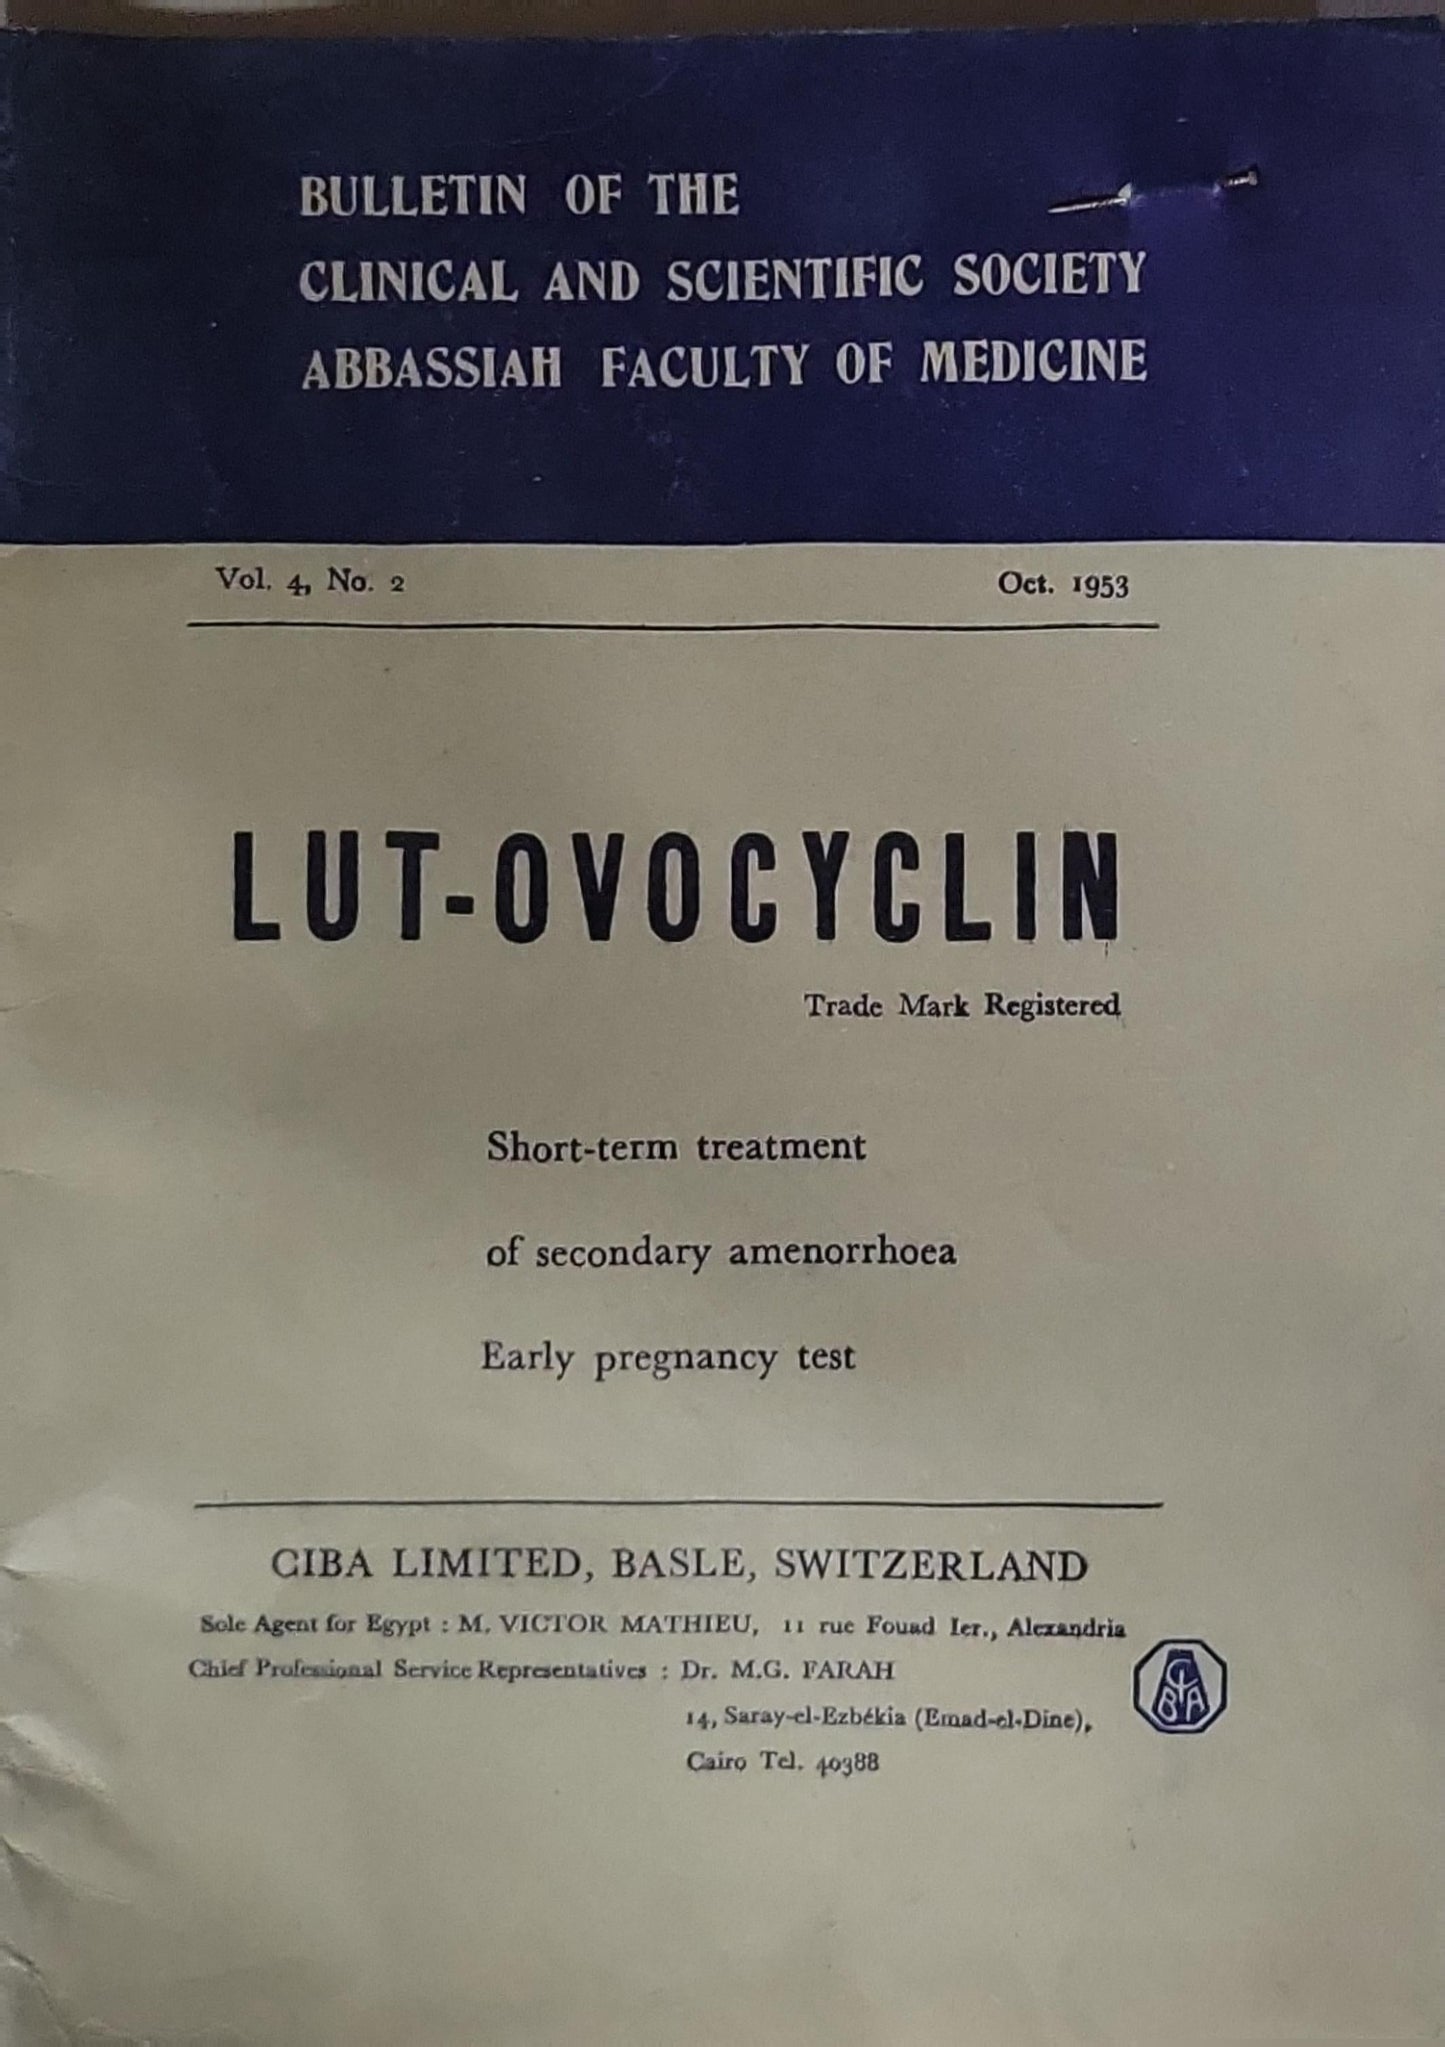 BULLETIN OF THE
CLINICAL AND SCIENTIFIC SOCIETY
ABBASSIAH FACULTY OF MEDICINE
Vol. 4, No. 2 Oct. 1953
LUT-OVOCYCLIN
Trade Mark Registered
Short-term treatment
of secondary amenorrhoea
Early pregnancy test
CIBA LIMITED, BASLE, SWITZERLAND
Sole Agent for Egypt : M. VICTOR MATHIEU, 11 rue Fouad Ier., Alexandria
Chief Professional Service Representatives : Dr. M.G. FARAH
14, Saray-el-Ezbékia (Emad-el-Dine),
Cairo Tel. 40388
CIBA